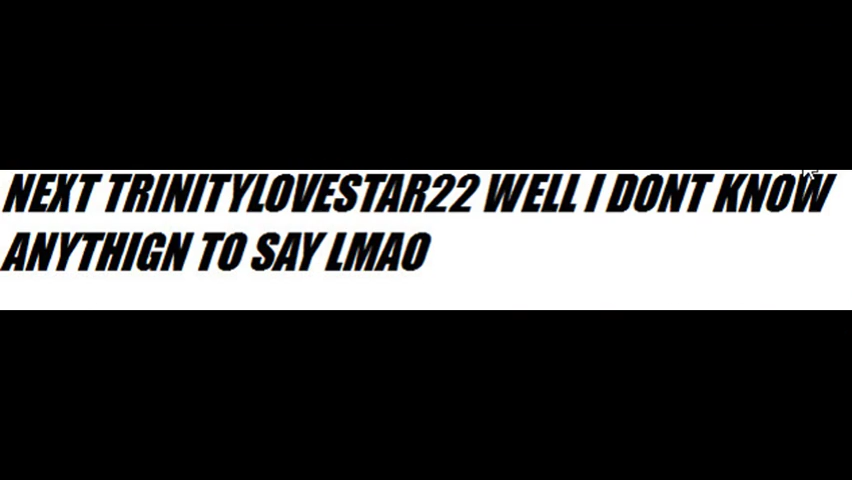 NEXT TRINITYLOVESTAR22 WELL I DONT KNOW
ANYTHIGN TO SAY LMAO